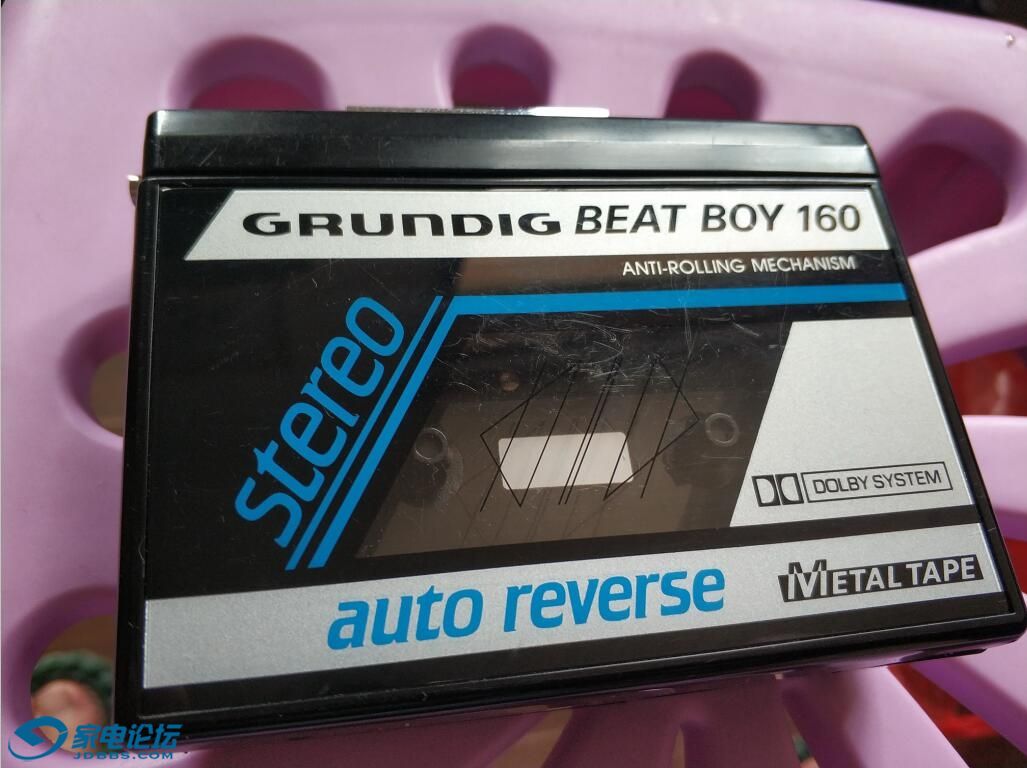 GRUNDIG BEAT BOY 160
ANTI-ROLLING MECHANISM
stereo
DOLBY SYSTEM
auto reverse
METAL TAPE
家电论坛
JDBBS.COM